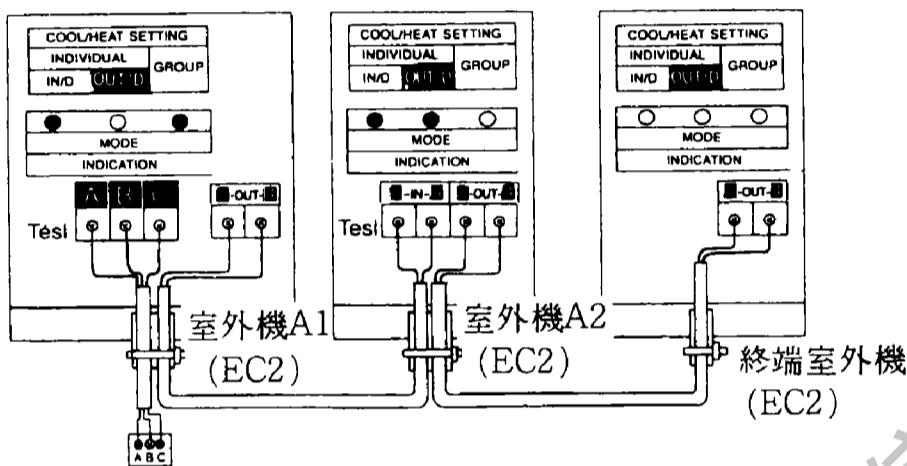 COOL/HEAT SETTING
INDIVIDUAL
GROUP
IN/D OUT-D
MODE
INDICATION
A B C
-OUT-
Tesl
室外機A1
(EC2)
A B C
COOL/HEAT SETTING
INDIVIDUAL
GROUP
IN/D OUT-D
MODE
INDICATION
-IN- -OUT-
Tesl
室外機A2
(EC2)
COOL/HEAT SETTING
INDIVIDUAL
GROUP
IN/D OUT-D
MODE
INDICATION
-OUT-
終端室外機
(EC2)